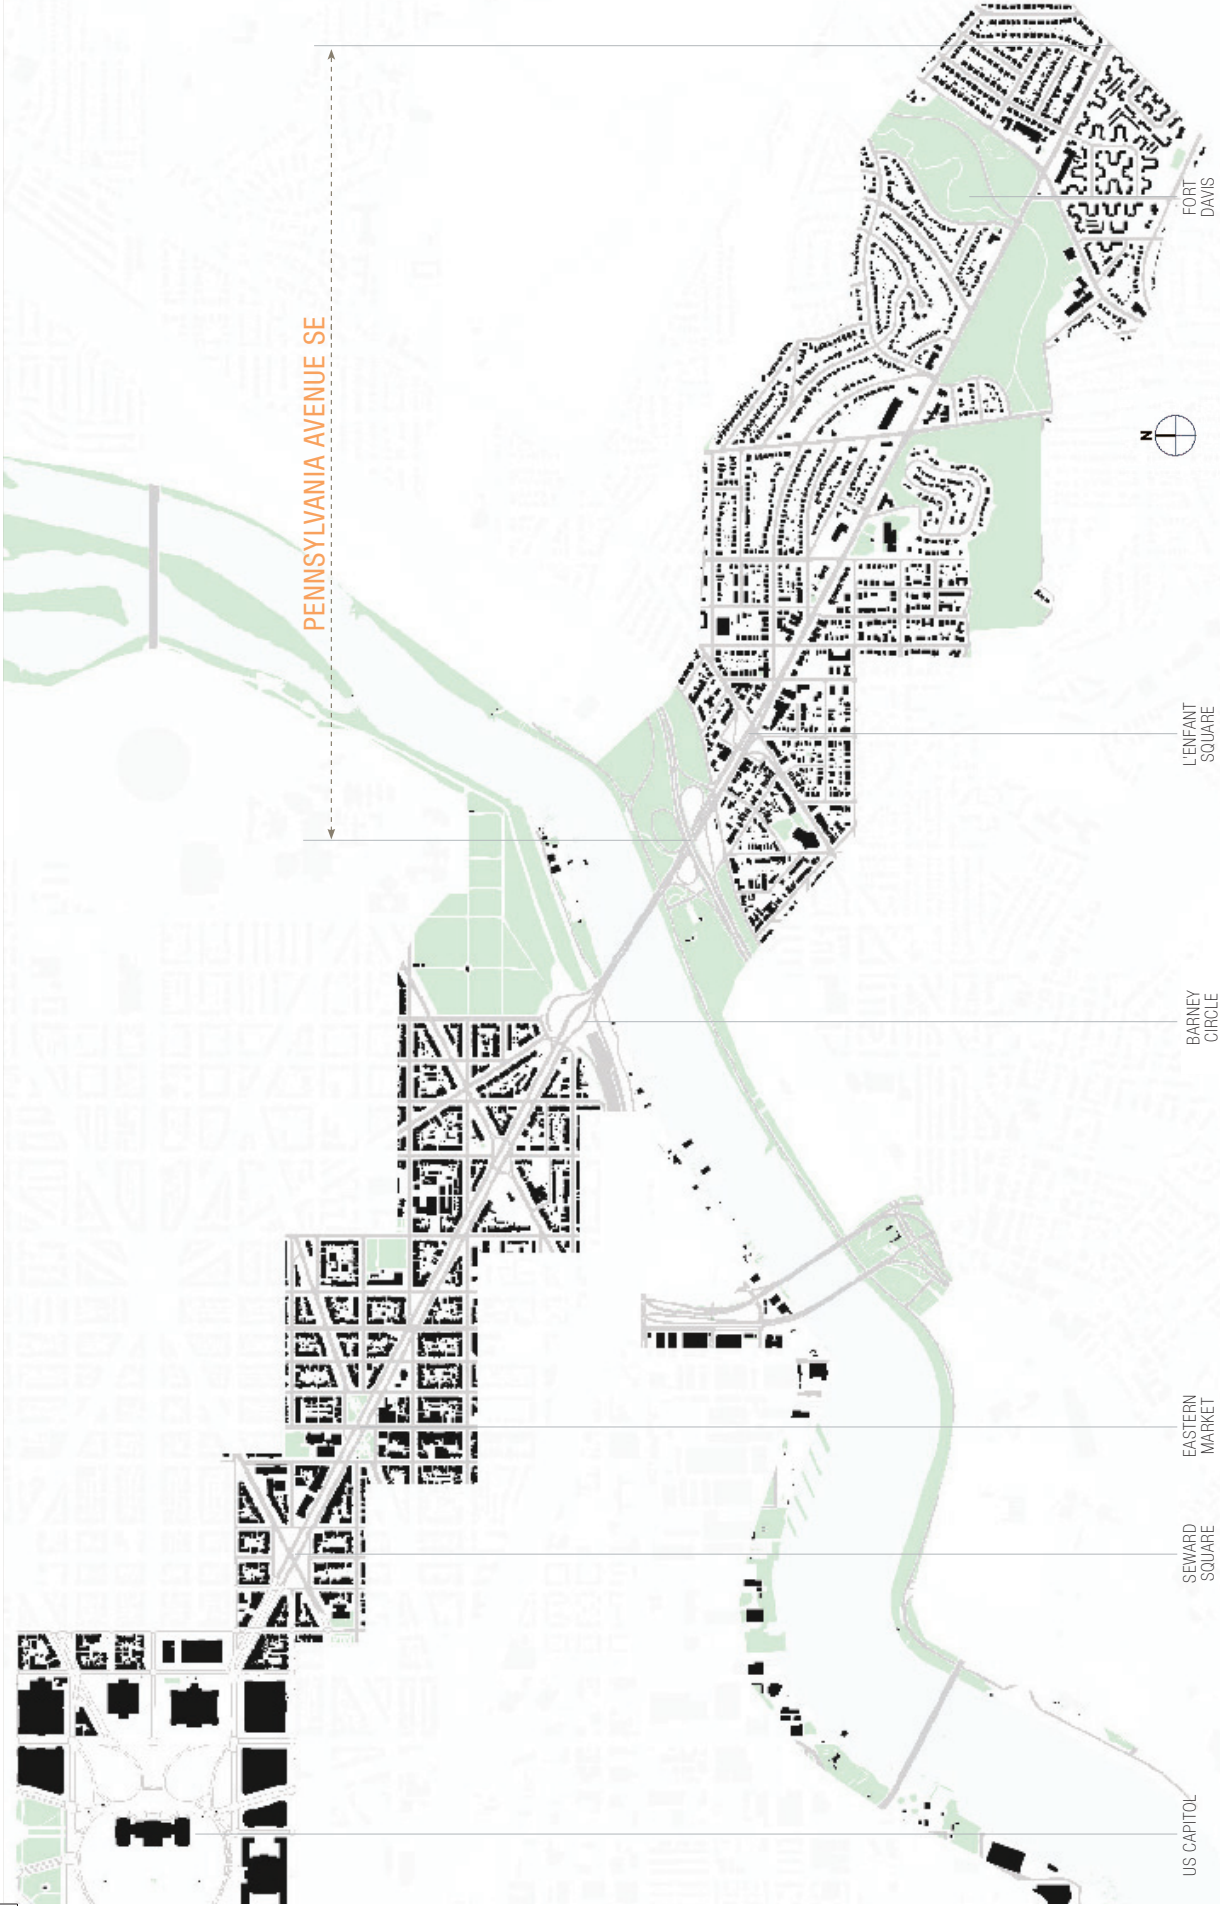 PENNSYLVANIA AVENUE SE
N
US CAPITOL
SEWARD
SQUARE
EASTERN
MARKET
BARNEY
CIRCLE
L'ENFANT
SQUARE
FORT
DAVIS